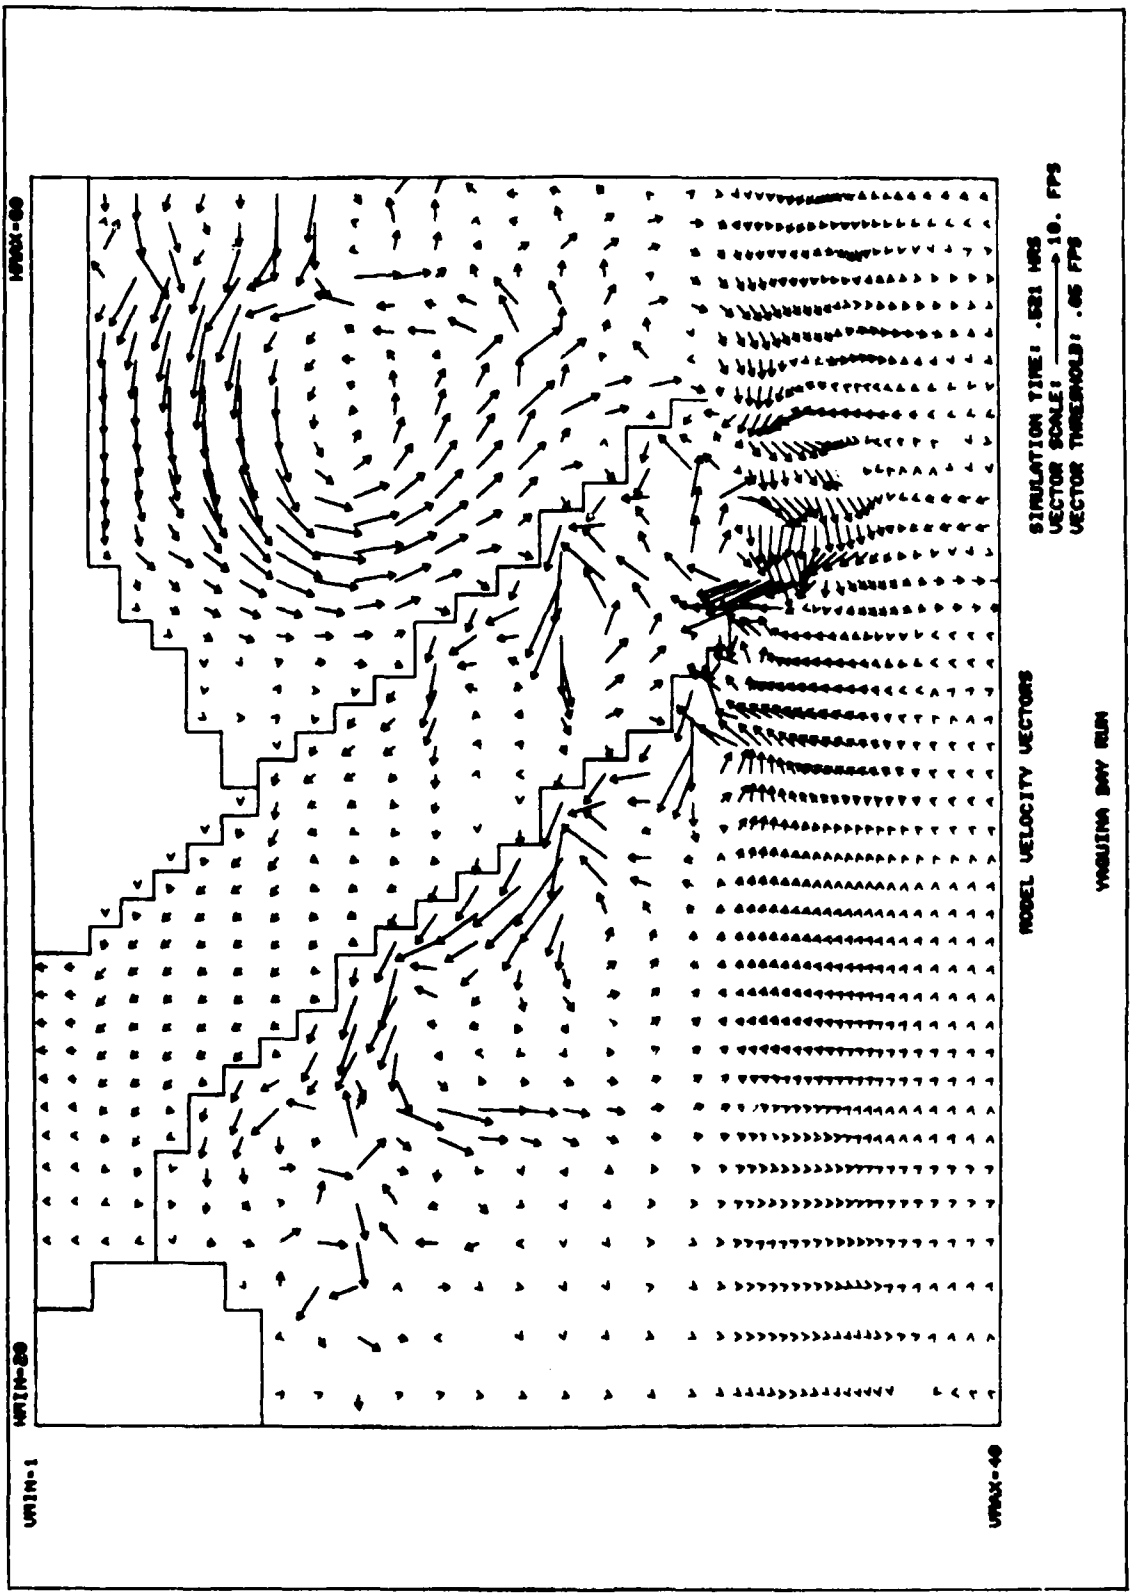 VMIN=1
HMIN=20
HMAX=80
VMAX=40
MODEL VELOCITY VECTORS
SIMULATION TIME: .521 HRS
VECTOR SCALE: 10. FPS
VECTOR THRESHOLD: .05 FPS
YAQUINA BAY RUN